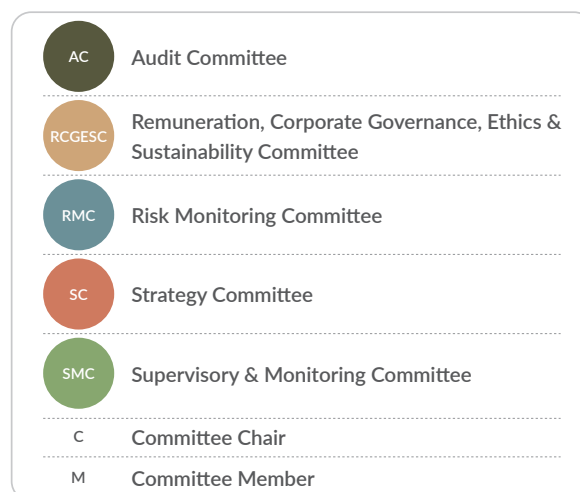 AC Audit Committee
RCGESC Remuneration, Corporate Governance, Ethics &
Sustainability Committee
RMC Risk Monitoring Committee
SC Strategy Committee
SMC Supervisory & Monitoring Committee
C Committee Chair
M Committee Member